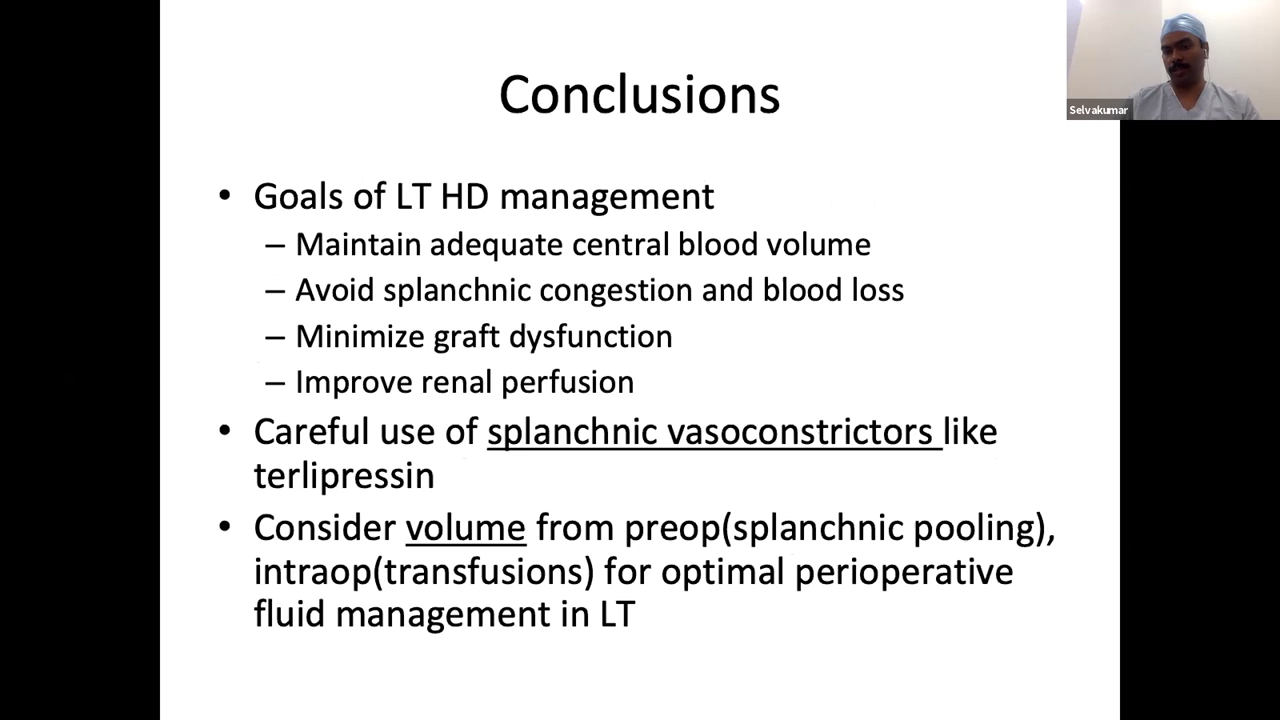 Selvakumar
Conclusions
• Goals of LT HD management
– Maintain adequate central blood volume
– Avoid splanchnic congestion and blood loss
– Minimize graft dysfunction
– Improve renal perfusion
• Careful use of splanchnic vasoconstrictors like
terlipressin
• Consider volume from preop(splanchnic pooling),
intraop(transfusions) for optimal perioperative
fluid management in LT